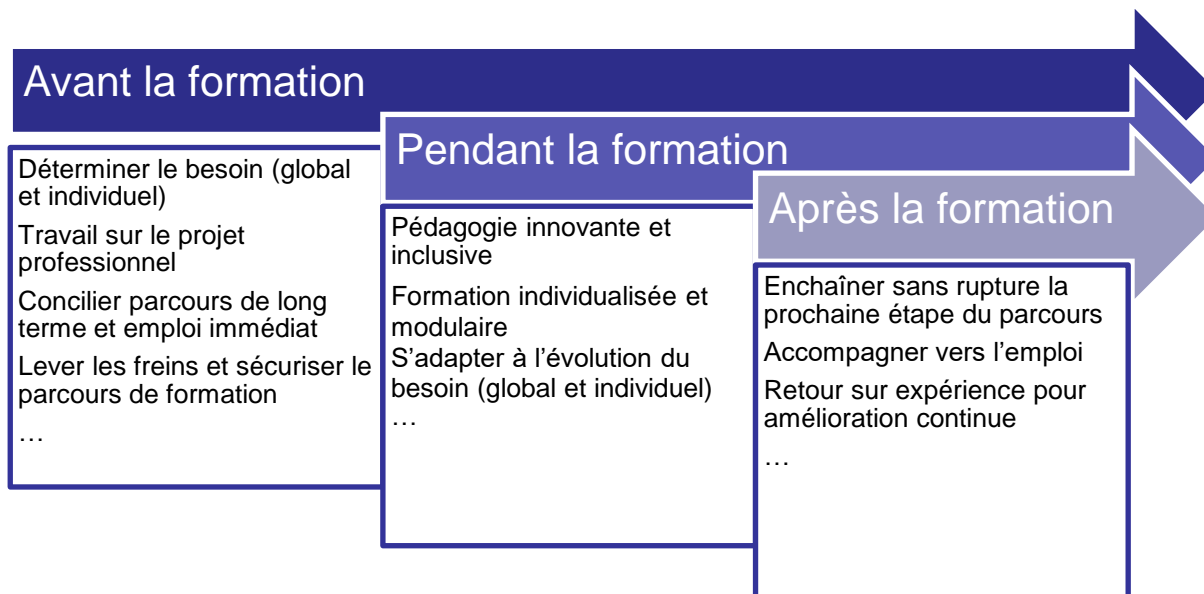 Avant la formation
Déterminer le besoin (global
et individuel)
Travail sur le projet
professionnel
Concilier parcours de long
terme et emploi immédiat
Lever les freins et sécuriser le
parcours de formation
…
Pendant la formation
Pédagogie innovante et
inclusive
Formation individualisée et
modulaire
S’adapter à l’évolution du
besoin (global et individuel)
…
Après la formation
Enchaîner sans rupture la
prochaine étape du parcours
Accompagner vers l’emploi
Retour sur expérience pour
amélioration continue
…